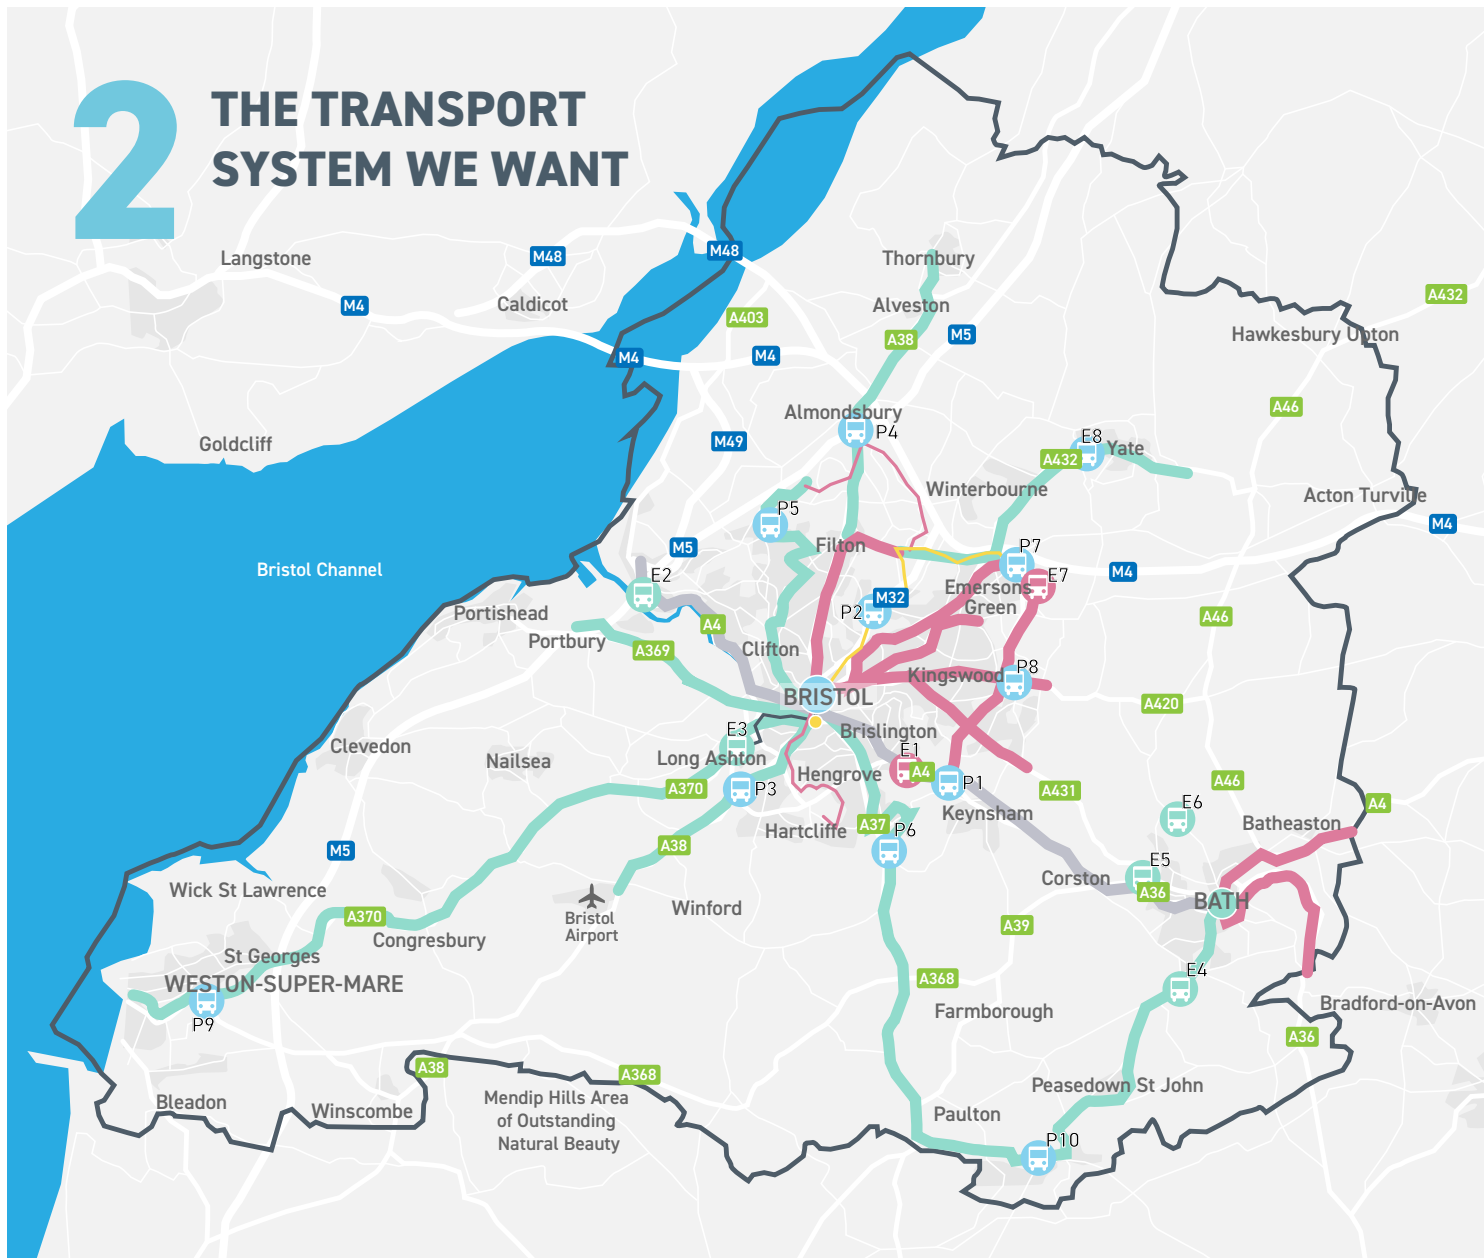 2
THE TRANSPORT
SYSTEM WE WANT
Langstone
M48
M48
Thornbury
M4
Caldicot
A403
Alveston
A432
A38
M5
Hawkesbury Upton
M4
M4
A46
Almondsbury
P4
Goldcliff
M49
E8
A432
Yate
Winterbourne
Acton Turville
P5
M4
Filton
M5
P7
Bristol Channel
E2
M4
E7
Emersons
Green
M32
P2
Portishead
A46
A4
Portbury
A369
Clifton
P8
Kingswood
BRISTOL
A420
E3
Brislington
Clevedon
E1
Long Ashton
Nailsea
A4
Hengrove
P1
A46
A370
A431
A4
E6
Keynsham
Hartcliffe
A37
P6
Batheaston
A38
M5
E5
Corston
A36
Wick St Lawrence
BATH
Winford
Bristol
Airport
A370
A39
Congresbury
St Georges
E4
A368
WESTON-SUPER-MARE
Bradford-on-Avon
Farmborough
P9
A36
A38
A368
Peasedown St John
Mendip Hills Area
of Outstanding
Natural Beauty
Bleadon
Winscombe
Paulton
P10